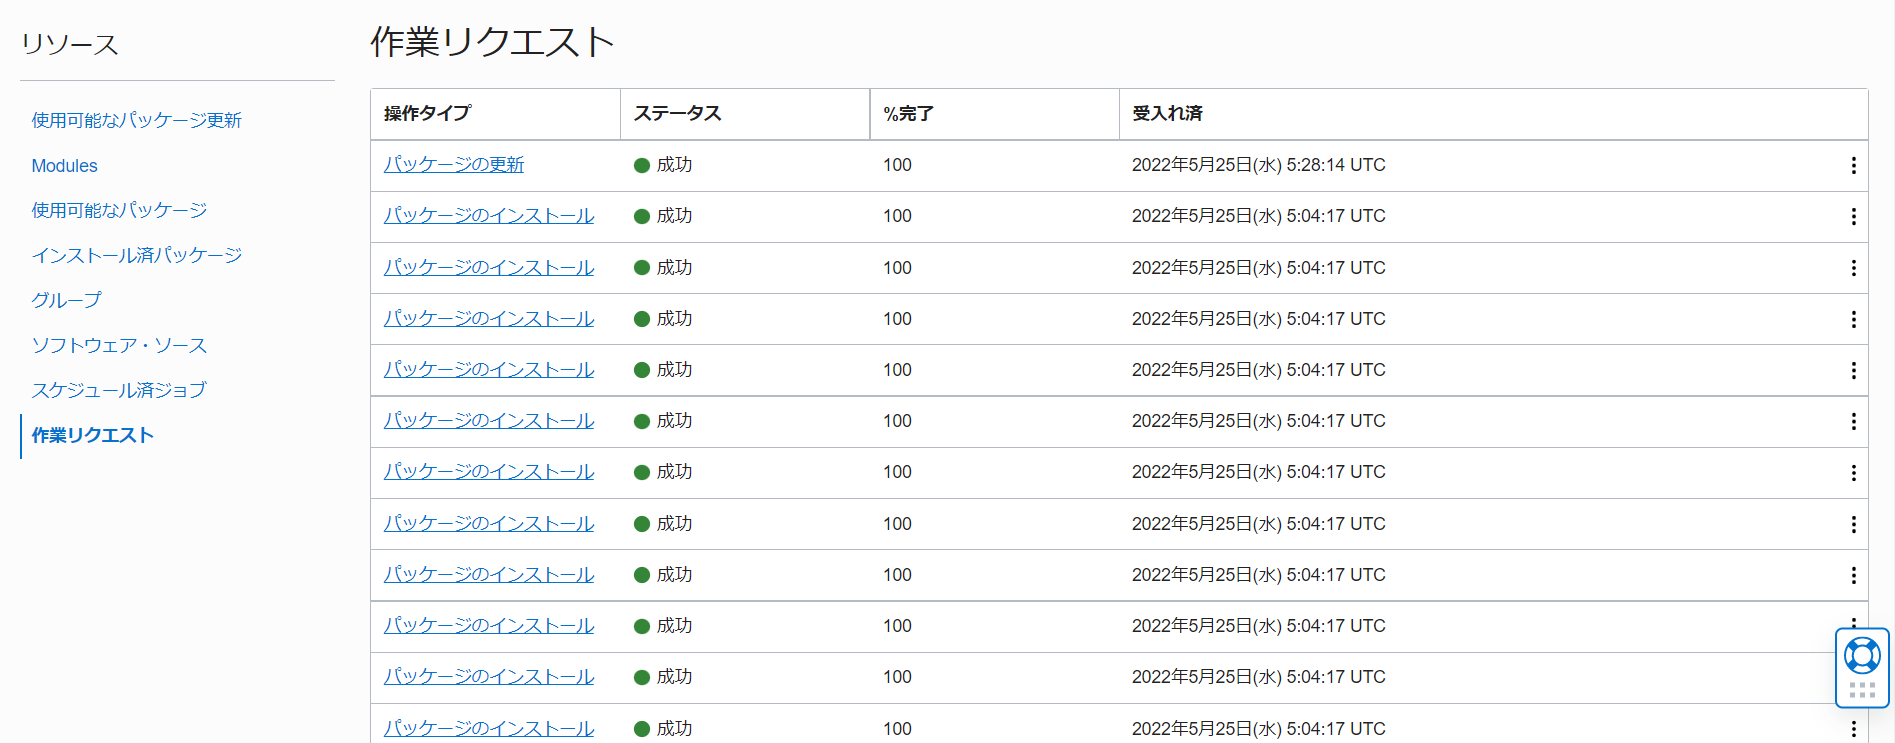 リソース
使用可能なパッケージ更新
Modules
使用可能なパッケージ
インストール済パッケージ
グループ
ソフトウェア・ソース
スケジュール済ジョブ
作業リクエスト
作業リクエスト
操作タイプ ステータス %完了 受入れ済
パッケージの更新 成功 100 2022年5月25日(水) 5:28:14 UTC
パッケージのインストール 成功 100 2022年5月25日(水) 5:04:17 UTC
パッケージのインストール 成功 100 2022年5月25日(水) 5:04:17 UTC
パッケージのインストール 成功 100 2022年5月25日(水) 5:04:17 UTC
パッケージのインストール 成功 100 2022年5月25日(水) 5:04:17 UTC
パッケージのインストール 成功 100 2022年5月25日(水) 5:04:17 UTC
パッケージのインストール 成功 100 2022年5月25日(水) 5:04:17 UTC
パッケージのインストール 成功 100 2022年5月25日(水) 5:04:17 UTC
パッケージのインストール 成功 100 2022年5月25日(水) 5:04:17 UTC
パッケージのインストール 成功 100 2022年5月25日(水) 5:04:17 UTC
パッケージのインストール 成功 100 2022年5月25日(水) 5:04:17 UTC
パッケージのインストール 成功 100 2022年5月25日(水) 5:04:17 UTC